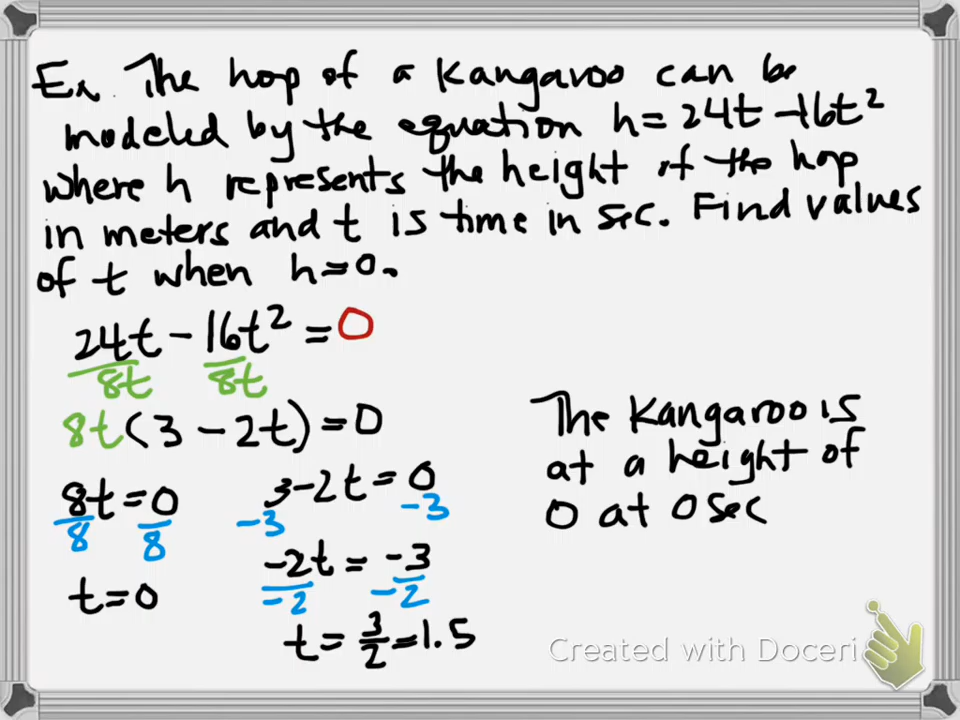 Ex. The hop of a Kangaroo can be
modeled by the equation h = 24t - 16t²
where h represents the height of the hop
in meters and t is time in sec. Find values
of t when h=0.
24t - 16t² = 0
8t 8t
8t(3 - 2t) = 0
8t = 0
8 8
t = 0
3 - 2t = 0
-3 -3
-2t = -3
-2 -2
t = 3/2 = 1.5
The Kangaroo is
at a height of
0 at 0 sec
Created with Doceri